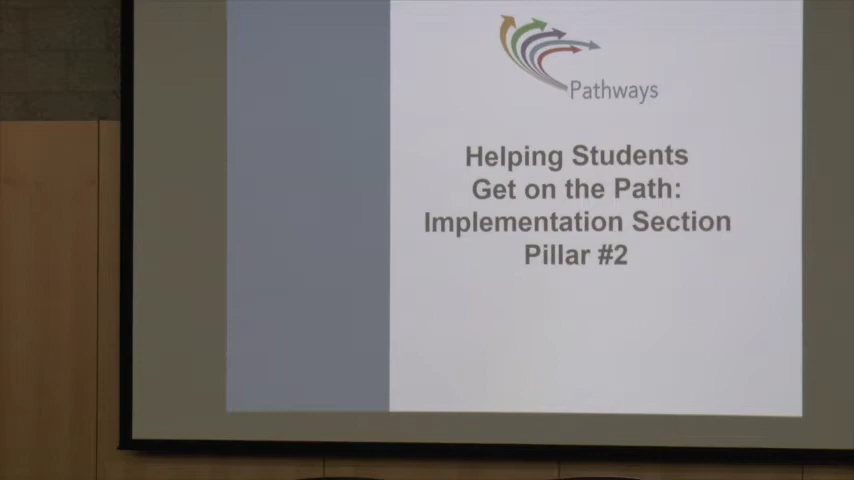 Pathways
Helping Students
Get on the Path:
Implementation Section
Pillar #2